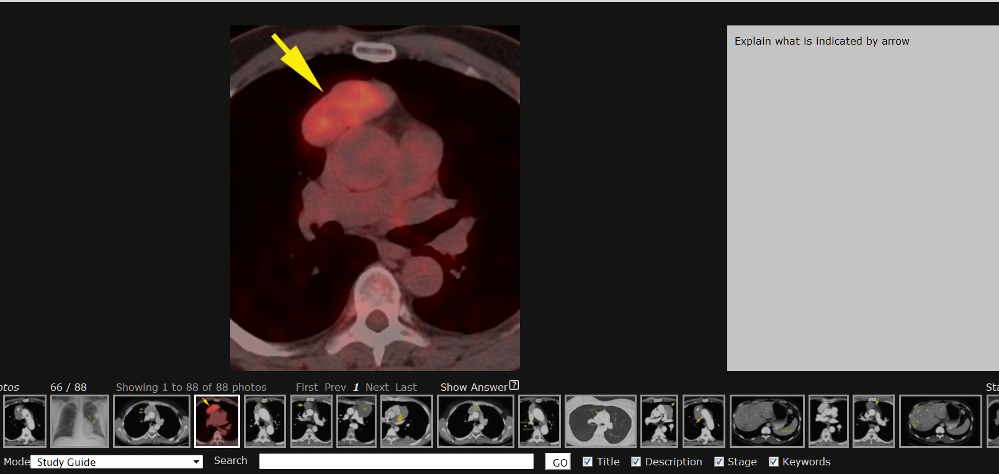 Explain what is indicated by arrow
otos 66 / 88 Showing 1 to 88 of 88 photos First Prev 1 Next Last Show Answer ? Sta
M
M
Mode Study Guide Search GO Title Description Stage Keywords